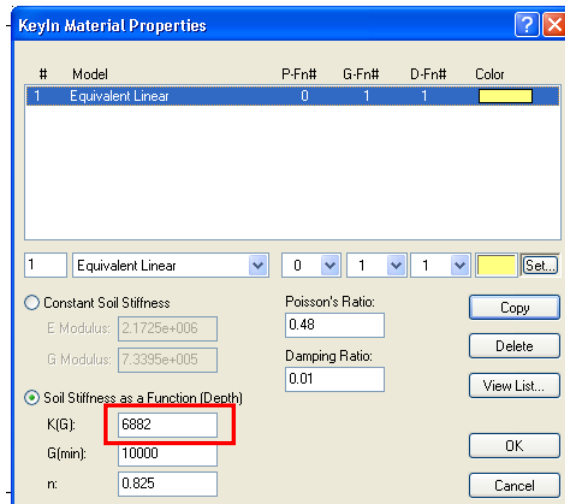 KeyIn Material Properties
# Model P-Fn# G-Fn# D-Fn# Color
1 Equivalent Linear 0 1 1
1 Equivalent Linear 0 1 1 Set...
Constant Soil Stiffness
E Modulus: 2.1725e+006
G Modulus: 7.3395e+005
Poisson's Ratio:
0.48
Damping Ratio:
0.01
Copy
Delete
View List...
Soil Stiffness as a Function (Depth)
K(G): 6882
G(min): 10000
n: 0.825
OK
Cancel